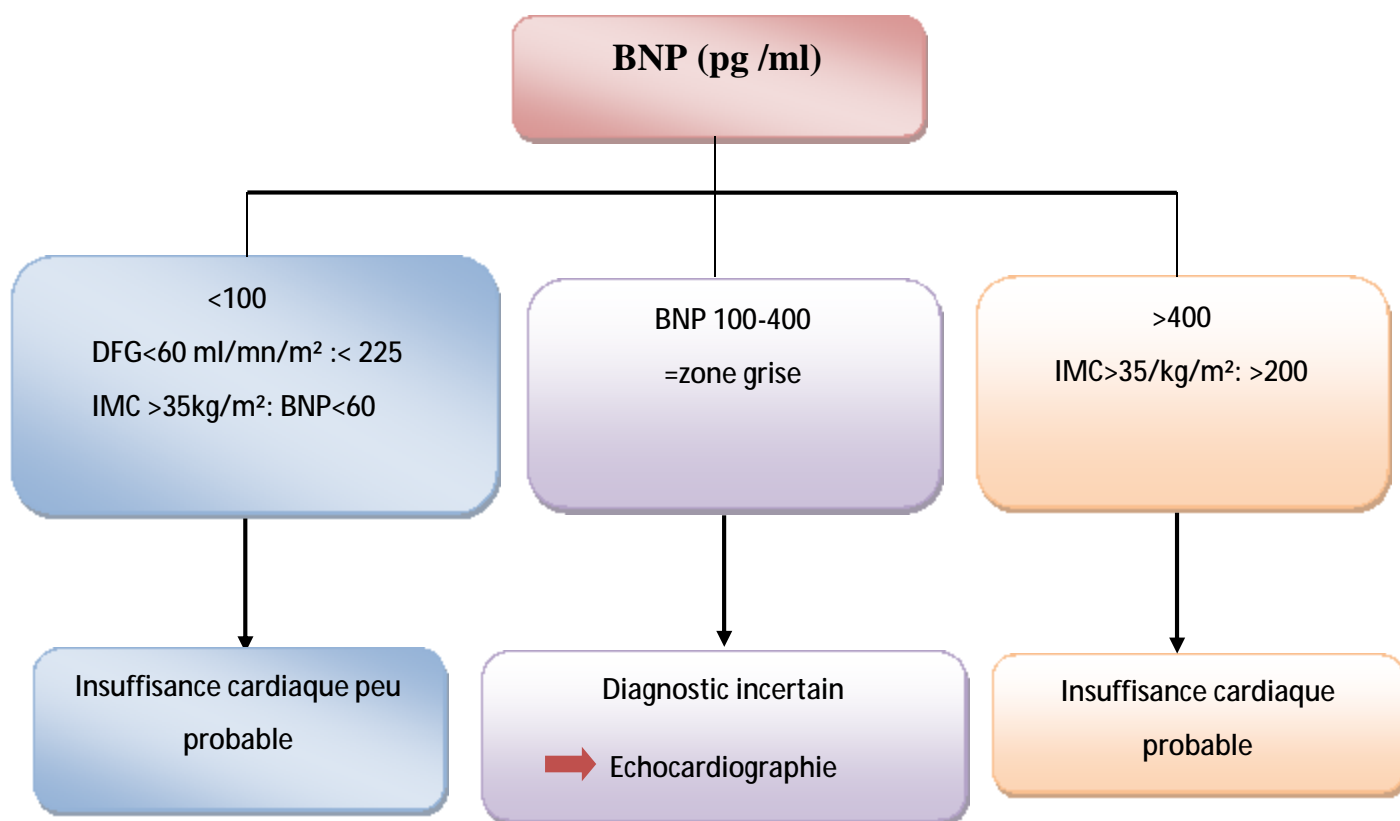 BNP (pg /ml)
<100
DFG<60 ml/mn/m² :< 225
IMC >35kg/m²: BNP<60
BNP 100-400
=zone grise
>400
IMC>35/kg/m²: >200
Insuffisance cardiaque peu
probable
Diagnostic incertain
Echocardiographie
Insuffisance cardiaque
probable